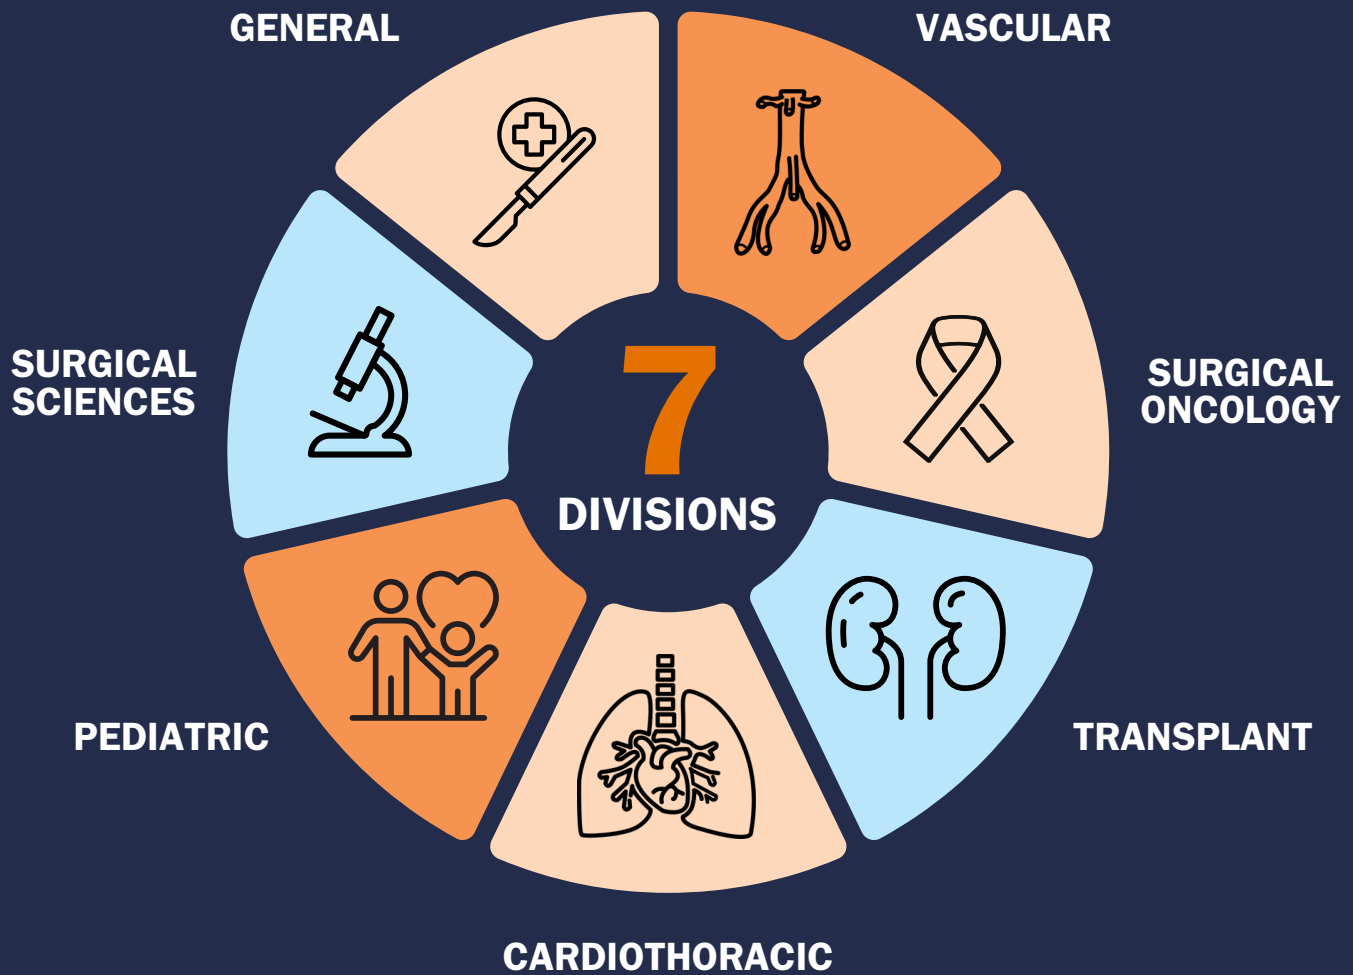 GENERAL
VASCULAR
SURGICAL
SCIENCES
7
DIVISIONS
SURGICAL
ONCOLOGY
PEDIATRIC
TRANSPLANT
CARDIOTHORACIC